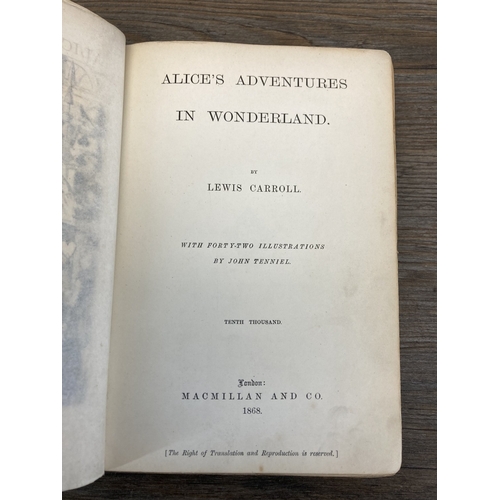 ALICE'S ADVENTURES
IN WONDERLAND.
BY
LEWIS CARROLL.
WITH FORTY-TWO ILLUSTRATIONS
BY JOHN TENNIEL.
TENTH THOUSAND.
London:
MACMILLAN AND CO.
1868.
[The Right of Translation and Reproduction is reserved.]